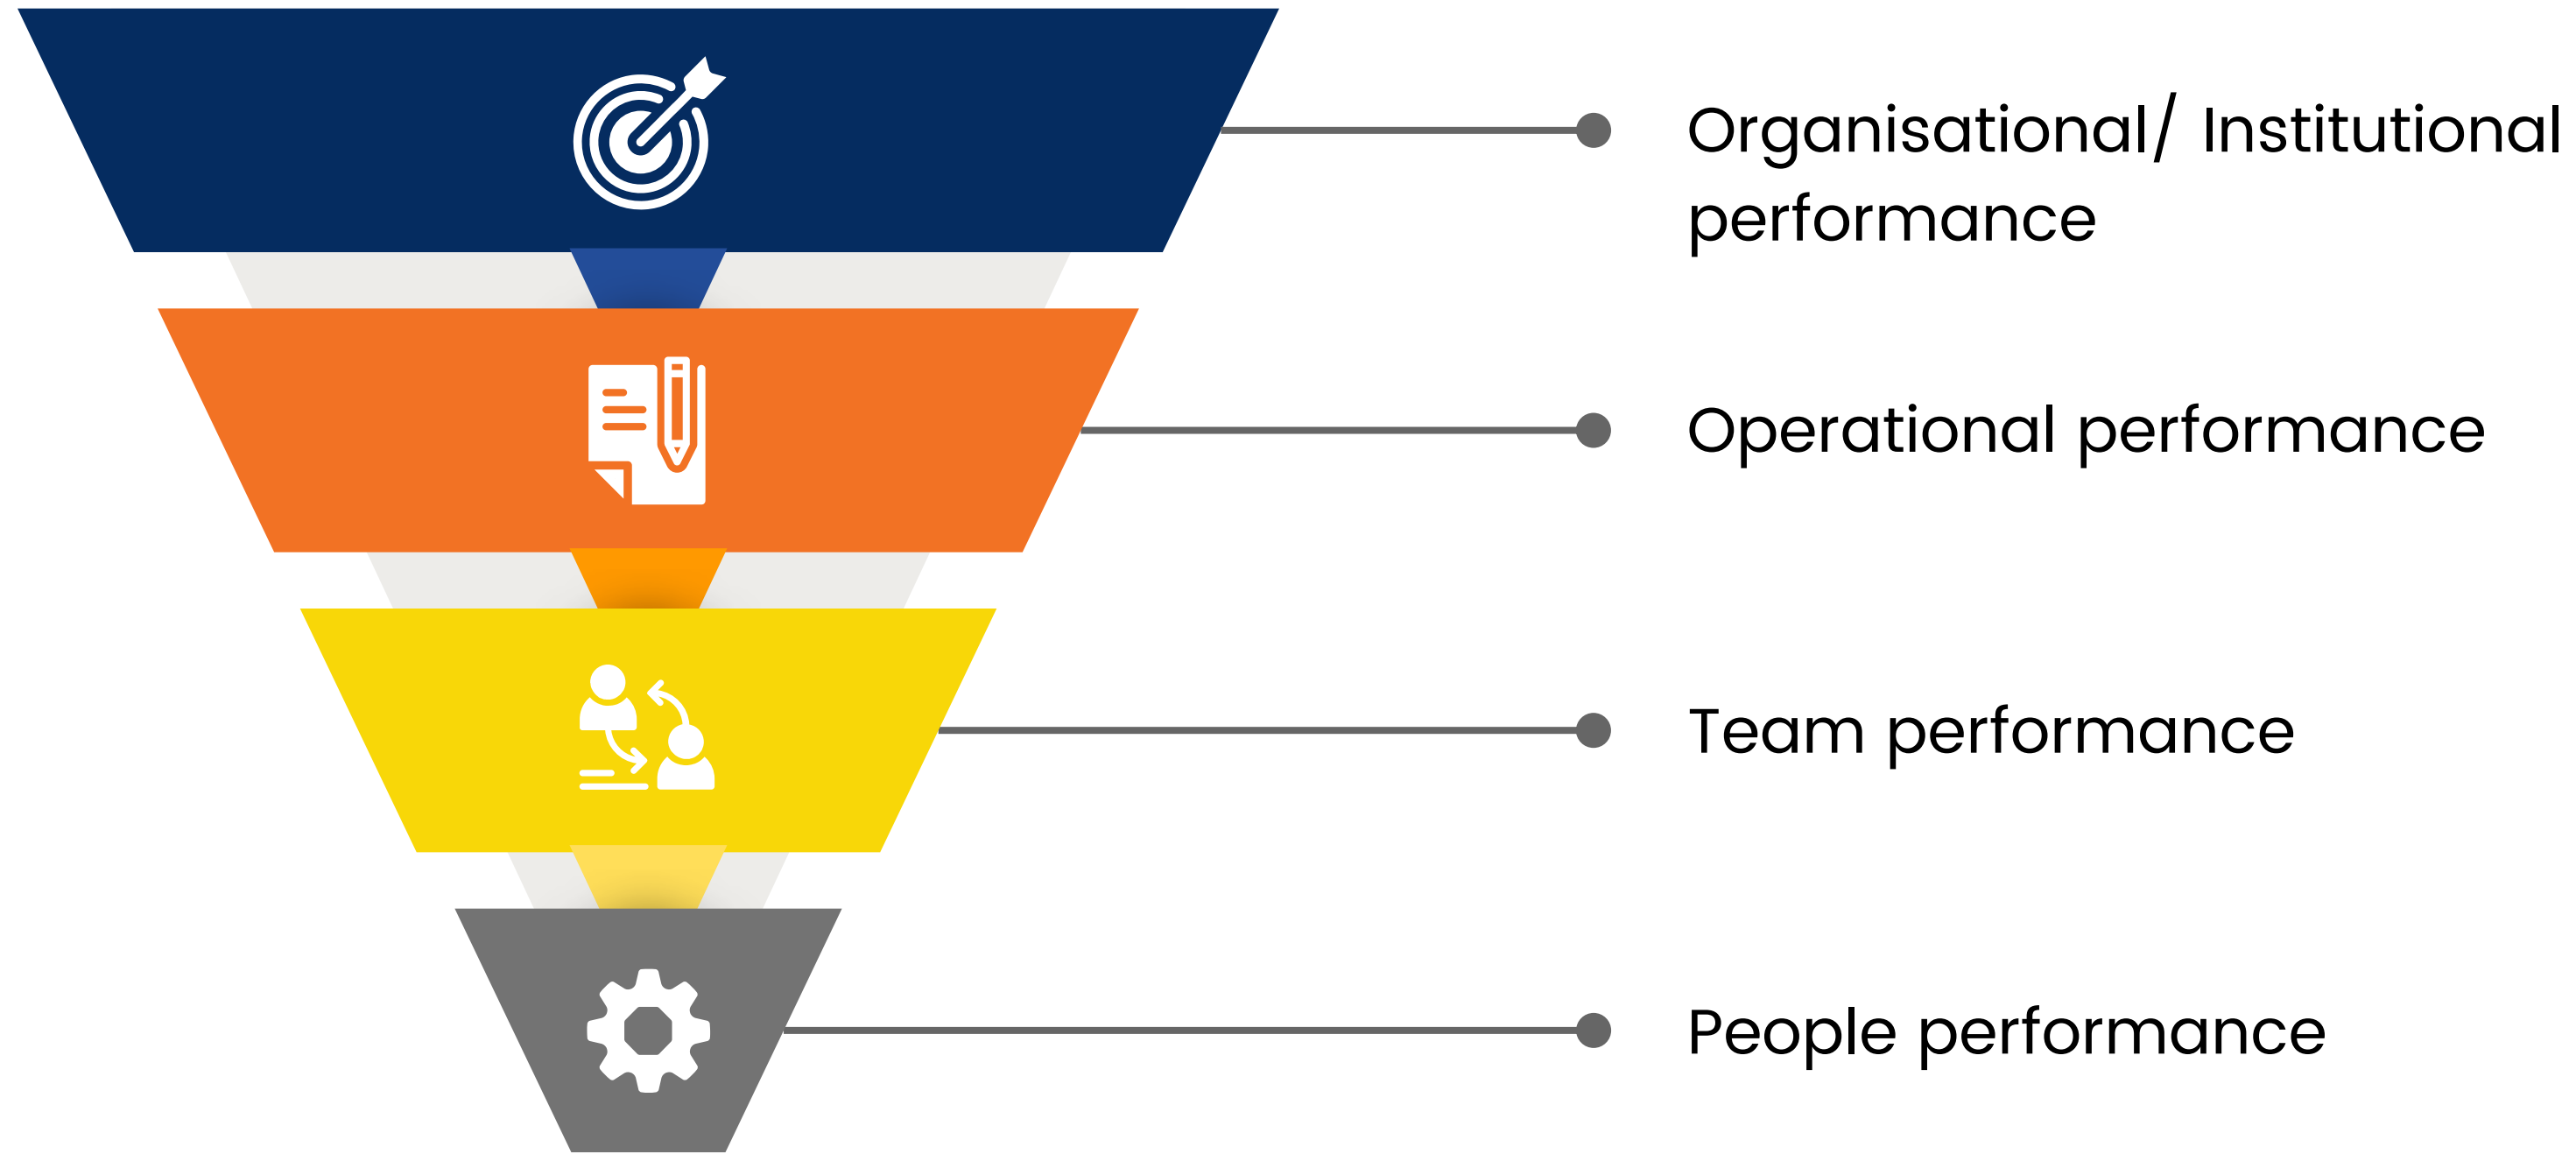 Organisational/ Institutional
performance
Operational performance
Team performance
People performance